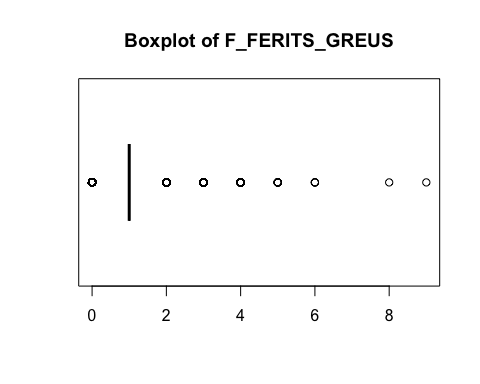 Boxplot of F_FERITS_GREUS
0 2 4 6 8